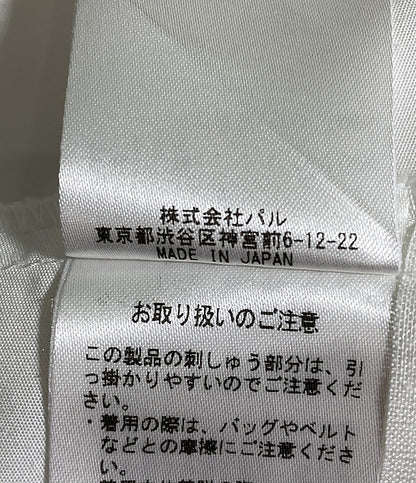 株式会社パル
東京都渋谷区神宮前6-12-22
MADE IN JAPAN
お取り扱いのご注意
この製品の刺しゅう部分は、引
っ掛かりやすいのでご注意くだ
さい。
・着用の際は、バッグやベルト
などとの摩擦にご注意くださ
い。